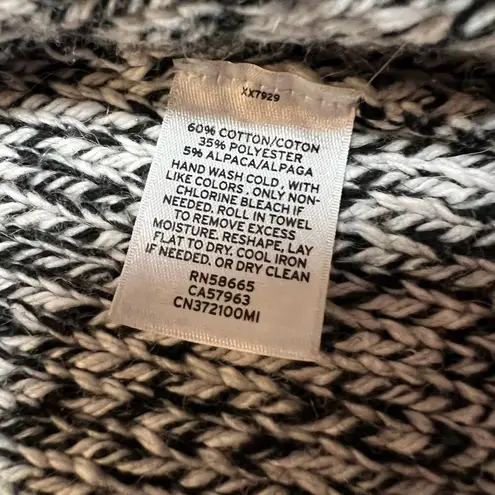 XX7929
60% COTTON/COTON
35% POLYESTER
5% ALPACA/ALPAGA
HAND WASH COLD , WITH
LIKE COLORS . ONLY NON-
CHLORINE BLEACH IF
NEEDED. ROLL IN TOWEL
TO REMOVE EXCESS
MOISTURE. RESHAPE, LAY
FLAT TO DRY. COOL IRON
IF NEEDED. OR DRY CLEAN
RN58665
CA57963
CN372100MI